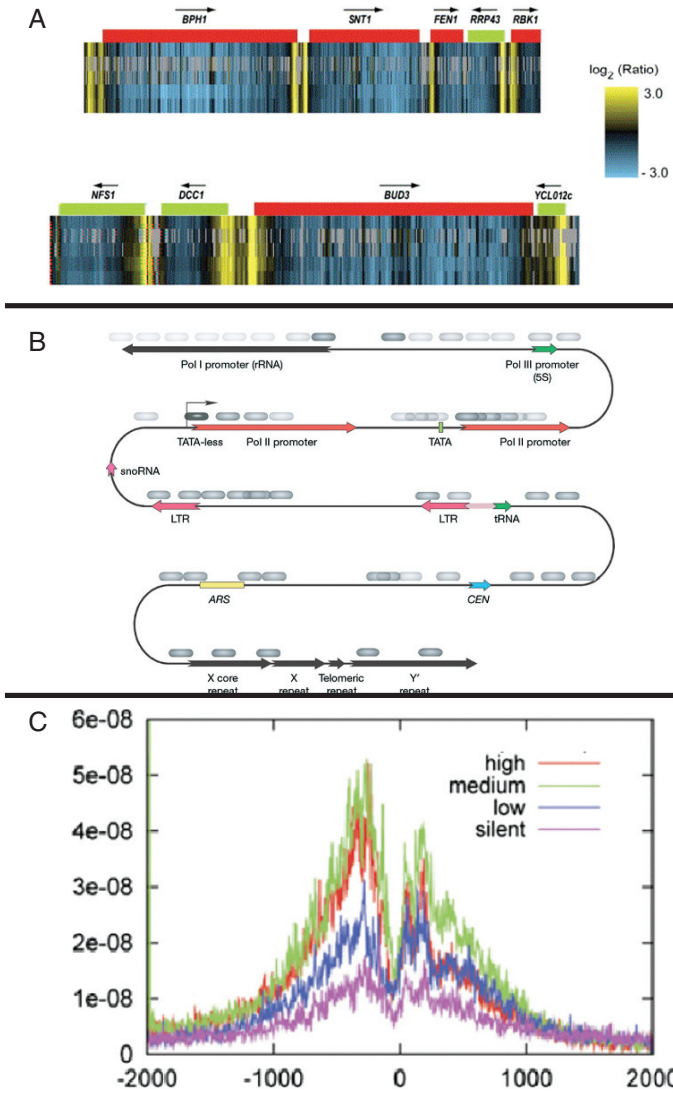 A
BPH1
SNT1
FEN1
RRP43
RBK1
log2 (Ratio)
3.0
- 3.0
NFS1
DCC1
BUD3
YCL012c
B
Pol I promoter (rRNA)
Pol III promoter
(5S)
TATA-less
Pol II promoter
TATA
Pol II promoter
snoRNA
LTR
LTR
tRNA
ARS
CEN
X core
repeat
X
repeat
Telomeric
repeat
Y'
repeat
C
6e-08
5e-08
4e-08
3e-08
2e-08
1e-08
0
high
medium
low
silent
-2000
-1000
0
1000
2000